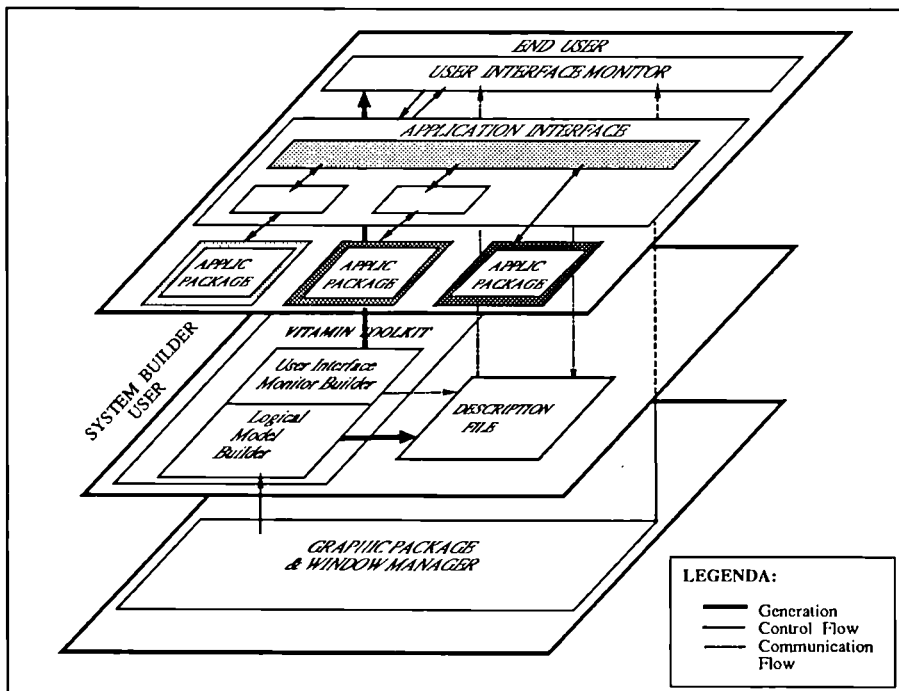 END USER
USER INTERFACE MONITOR
APPLICATION INTERFACE
APPLIC
PACKAGE
APPLIC
PACKAGE
APPLIC
PACKAGE
SYSTEM BUILDER
USER
VITAMIN TOOLKIT
User Interface
Monitor Builder
Logical
Model
Builder
DESCRIPTION
FILE
GRAPHIC PACKAGE
& WINDOW MANAGER
LEGENDA:
Generation
Control Flow
Communication
Flow